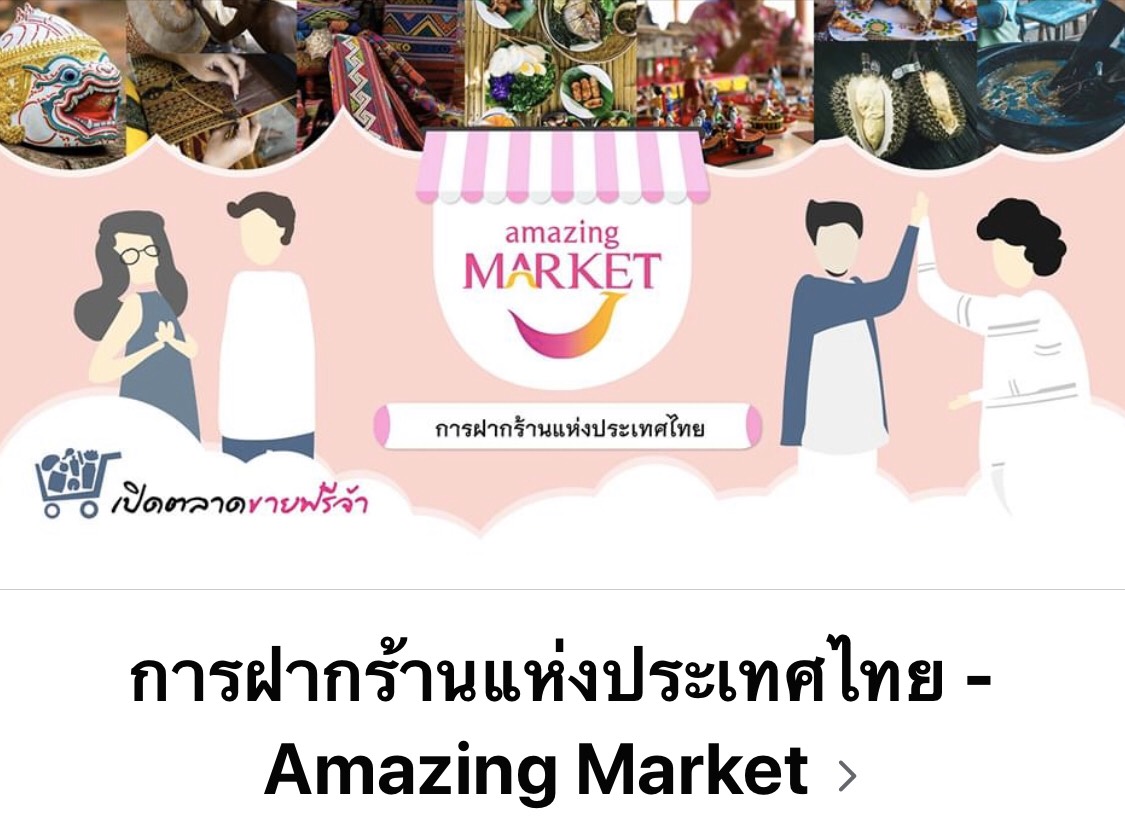 amazing
MARKET
การฝากร้านแห่งประเทศไทย
เปิดตลาดขายฟรีจ้า
การฝากร้านแห่งประเทศไทย -
Amazing Market